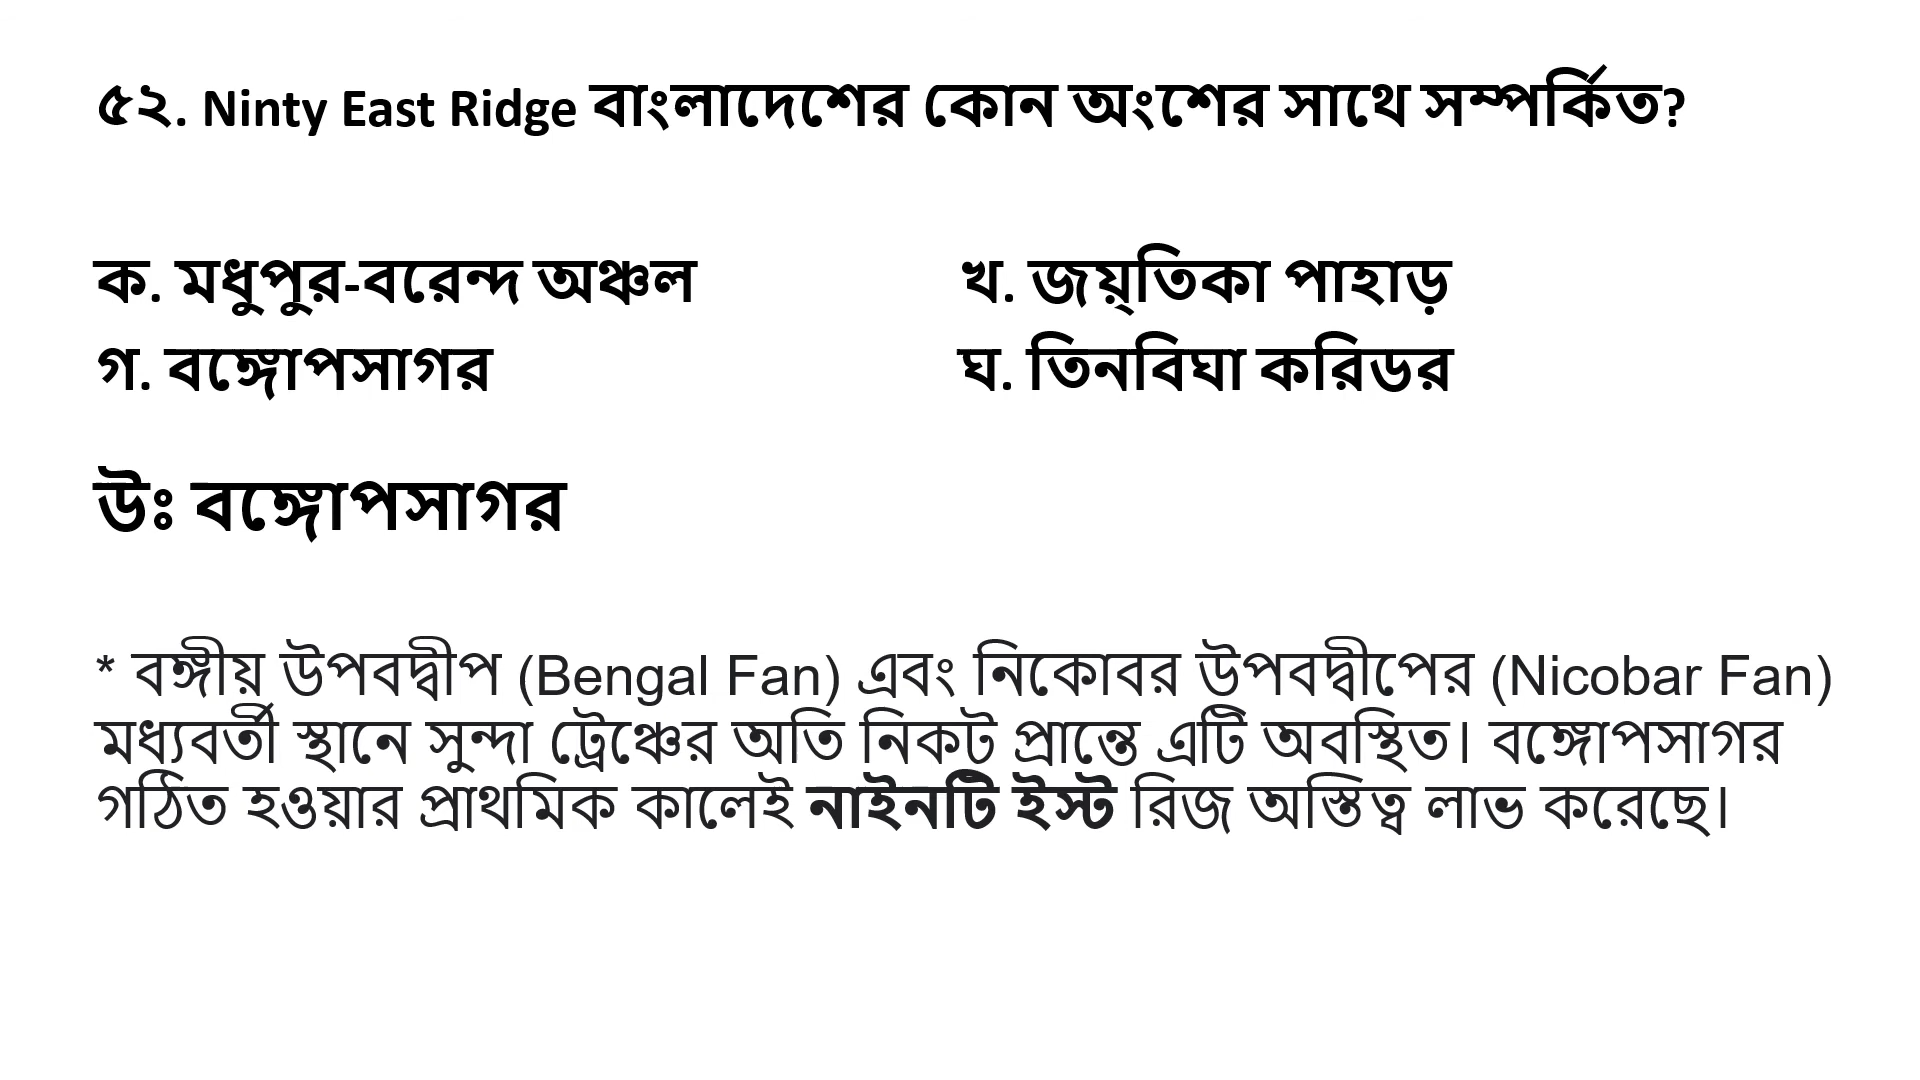 ৫২. Ninty East Ridge বাংলাদেশের কোন অংশের সাথে সম্পর্কিত?
ক. মধুপুর-বরেন্দ অঞ্চল খ. জয়্তিকা পাহাড়
গ. বঙ্গোপসাগর ঘ. তিনবিঘা করিডর
উঃ বঙ্গোপসাগর
* বঙ্গীয় উপবদ্বীপ (Bengal Fan) এবং নিকোবর উপবদ্বীপের (Nicobar Fan)
মধ্যবর্তী স্থানে সুন্দা ট্রেঞ্চের অতি নিকট প্রান্তে এটি অবস্থিত। বঙ্গোপসাগর
গঠিত হওয়ার প্রাথমিক কালেই নাইনটি ইস্ট রিজ অস্তিত্ব লাভ করেছে।